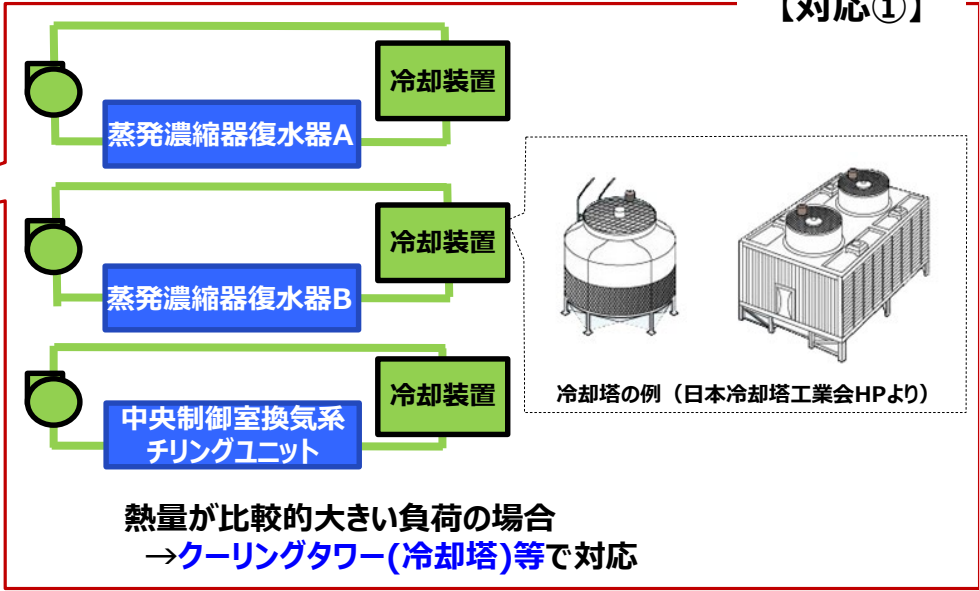 【対応①】
冷却装置
蒸発濃縮器復水器A
冷却装置
蒸発濃縮器復水器B
冷却塔の例（日本冷却塔工業会HPより）
冷却装置
中央制御室換気系
チリングユニット
熱量が比較的大きい負荷の場合
→クーリングタワー(冷却塔)等で対応